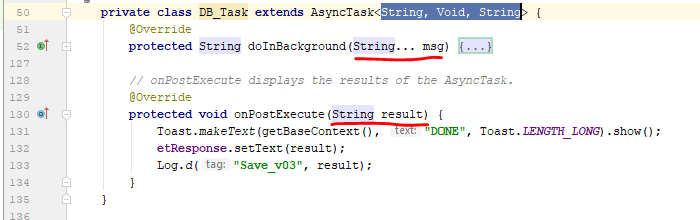 50 private class DB_Task extends AsyncTask<String, Void, String> {
51 @Override
52 protected String doInBackground(String... msg) {...}
127
128 // onPostExecute displays the results of the AsyncTask.
129 @Override
130 protected void onPostExecute(String result) {
131 Toast.makeText(getBaseContext(), text: "DONE", Toast.LENGTH_LONG).show();
132 etResponse.setText(result);
133 Log.d( tag: "Save_v03", result);
134 }
135 }
136